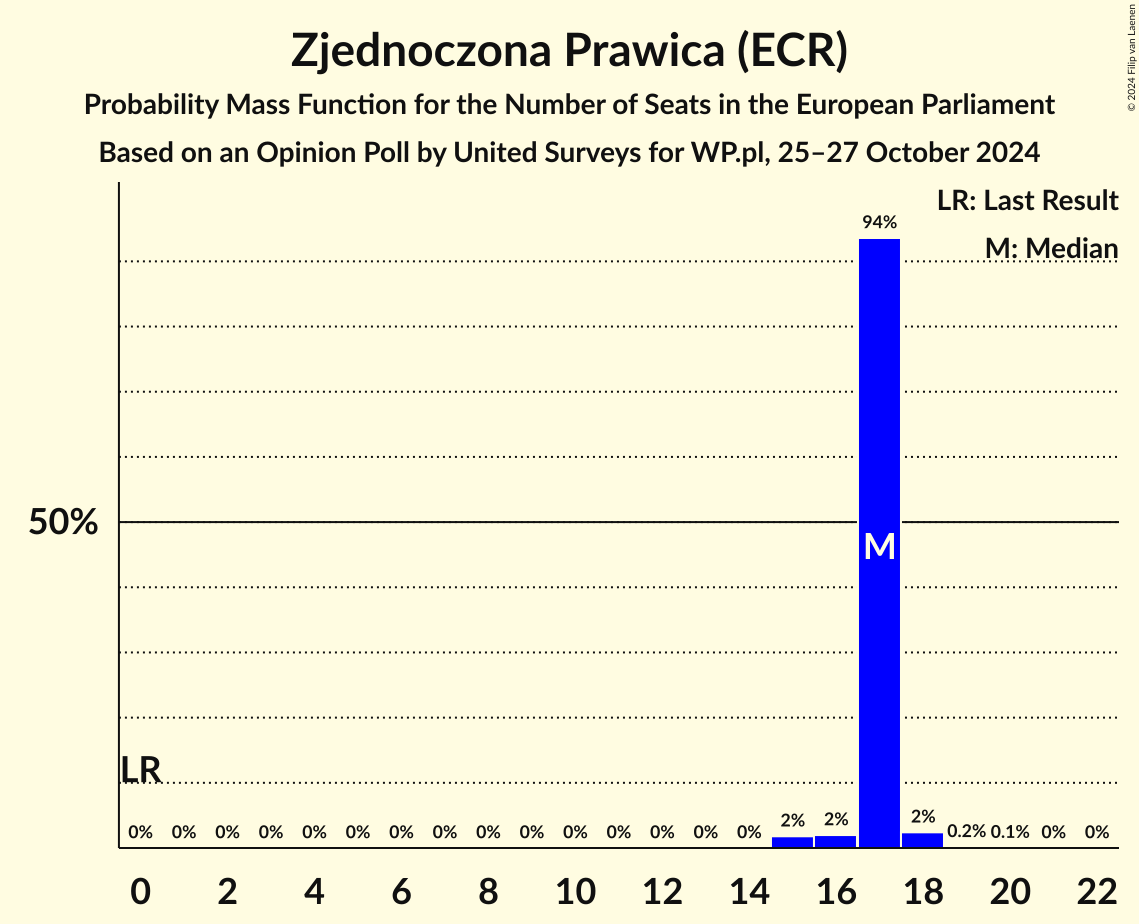 Zjednoczona Prawica (ECR)
Probability Mass Function for the Number of Seats in the European Parliament
Based on an Opinion Poll by United Surveys for WP.pl, 25–27 October 2024
© 2024 Filip van Laenen
LR: Last Result
M: Median
94%
50%
M
LR
0% 0% 0% 0% 0% 0% 0% 0% 0% 0% 0% 0% 0% 0% 0% 2% 2% 2% 0.2% 0.1% 0% 0%
0 2 4 6 8 10 12 14 16 18 20 22